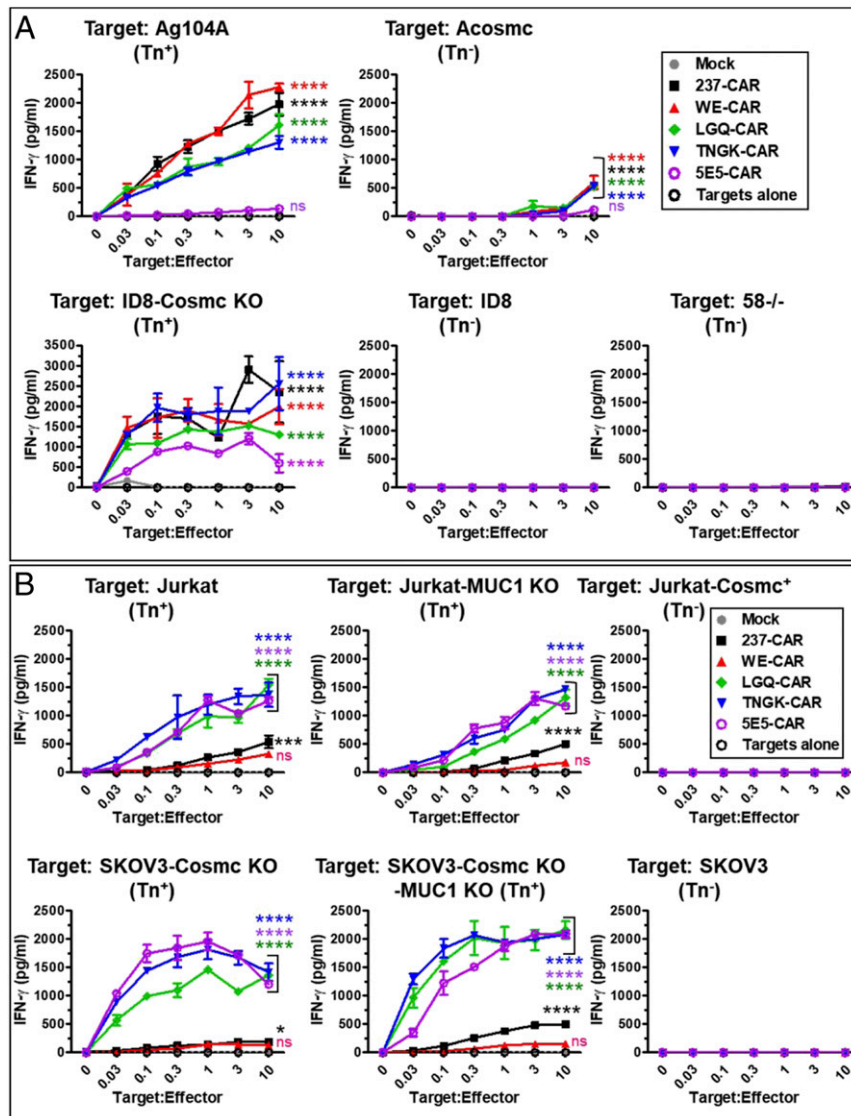 A
Target: Ag104A
(Tn+)
IFN-γ (pg/ml)
2500
2000
1500
1000
500
0
0 0.03 0.1 0.3 1 3 10
Target:Effector
****
****
****
****
ns
Target: Acosmc
(Tn-)
IFN-γ (pg/ml)
2500
2000
1500
1000
500
0
0 0.03 0.1 0.3 1 3 10
Target:Effector
****
****
****
****
ns
Mock
237-CAR
WE-CAR
LGQ-CAR
TNGK-CAR
5E5-CAR
Targets alone
Target: ID8-Cosmc KO
(Tn+)
IFN-γ (pg/ml)
3500
3000
2500
2000
1500
1000
500
0
0 0.03 0.1 0.3 1 3 10
Target:Effector
****
****
****
****
****
Target: ID8
(Tn-)
IFN-γ (pg/ml)
2500
2000
1500
1000
500
0
0 0.03 0.1 0.3 1 3 10
Target:Effector
Target: 58-/-
(Tn-)
IFN-γ (pg/ml)
2500
2000
1500
1000
500
0
0 0.03 0.1 0.3 1 3 10
Target:Effector
B
Target: Jurkat
(Tn+)
IFN-γ (pg/ml)
2500
2000
1500
1000
500
0
0 0.03 0.1 0.3 1 3 10
Target:Effector
****
****
****
***
ns
Target: Jurkat-MUC1 KO
(Tn+)
IFN-γ (pg/ml)
2500
2000
1500
1000
500
0
0 0.03 0.1 0.3 1 3 10
Target:Effector
****
****
****
****
ns
Target: Jurkat-Cosmc+
(Tn-)
IFN-γ (pg/ml)
2500
2000
1500
1000
500
0
0 0.03 0.1 0.3 1 3 10
Target:Effector
Mock
237-CAR
WE-CAR
LGQ-CAR
TNGK-CAR
5E5-CAR
Targets alone
Target: SKOV3-Cosmc KO
(Tn+)
IFN-γ (pg/ml)
2500
2000
1500
1000
500
0
0 0.03 0.1 0.3 1 3 10
Target:Effector
****
****
****
*
ns
Target: SKOV3-Cosmc KO
-MUC1 KO (Tn+)
IFN-γ (pg/ml)
2500
2000
1500
1000
500
0
0 0.03 0.1 0.3 1 3 10
Target:Effector
****
****
****
****
ns
Target: SKOV3
(Tn-)
IFN-γ (pg/ml)
2500
2000
1500
1000
500
0
0 0.03 0.1 0.3 1 3 10
Target:Effector